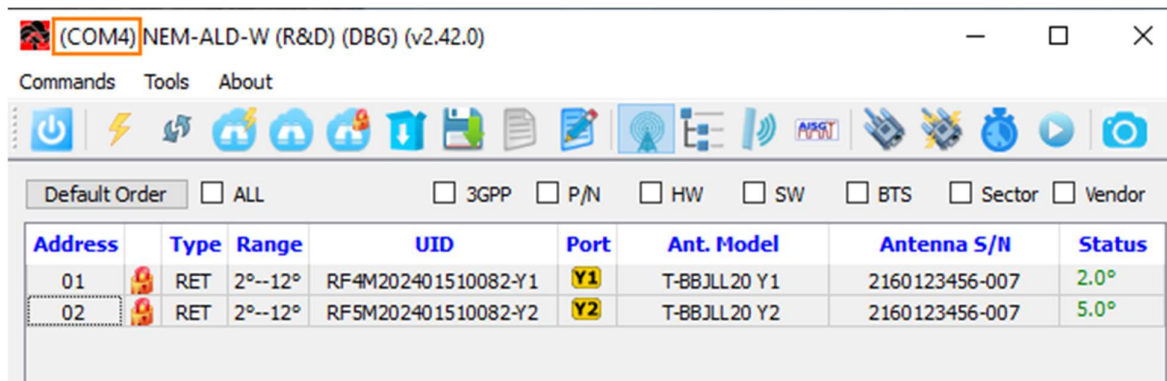 (COM4) NEM-ALD-W (R&D) (DBG) (v2.42.0)
Commands Tools About
AISGT
Default Order ALL 3GPP P/N HW SW BTS Sector Vendor
Address Type Range UID Port Ant. Model Antenna S/N Status
01 RET 2°--12° RF4M202401510082-Y1 Y1 T-BBJLL20 Y1 2160123456-007 2.0°
02 RET 2°--12° RF5M202401510082-Y2 Y2 T-BBJLL20 Y2 2160123456-007 5.0°